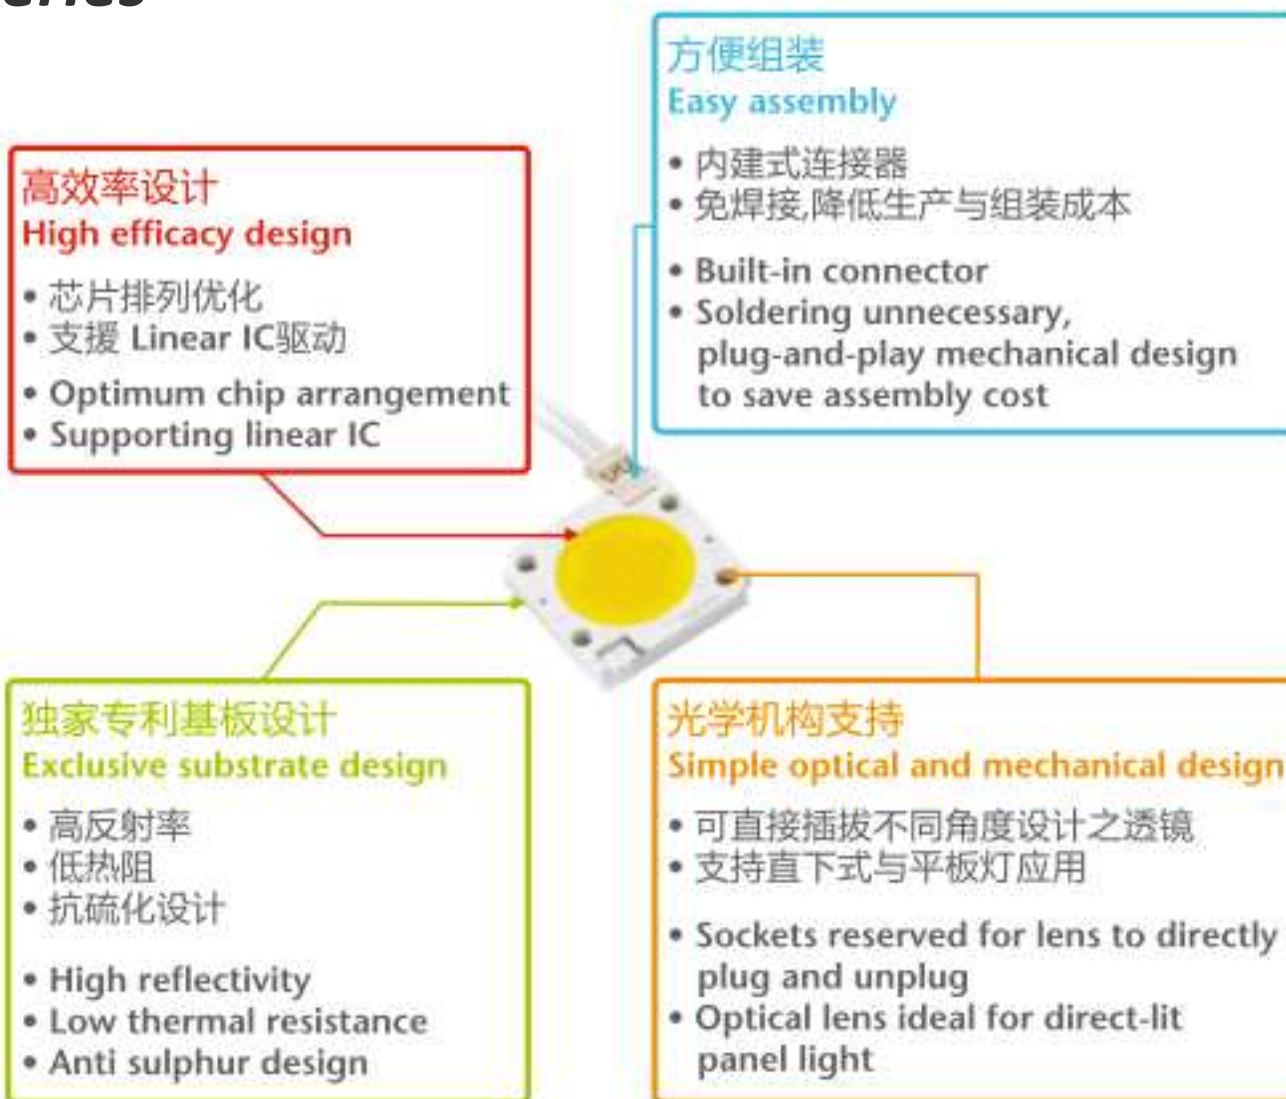 方便组装
Easy assembly
• 内建式连接器
• 免焊接,降低生产与组装成本
• Built-in connector
• Soldering unnecessary,
plug-and-play mechanical design
to save assembly cost
高效率设计
High efficacy design
• 芯片排列优化
• 支援 Linear IC驱动
• Optimum chip arrangement
• Supporting linear IC
独家专利基板设计
Exclusive substrate design
• 高反射率
• 低热阻
• 抗硫化设计
• High reflectivity
• Low thermal resistance
• Anti sulphur design
光学机构支持
Simple optical and mechanical design
• 可直接插拔不同角度设计之透镜
• 支持直下式与平板灯应用
• Sockets reserved for lens to directly
plug and unplug
• Optical lens ideal for direct-lit
panel light